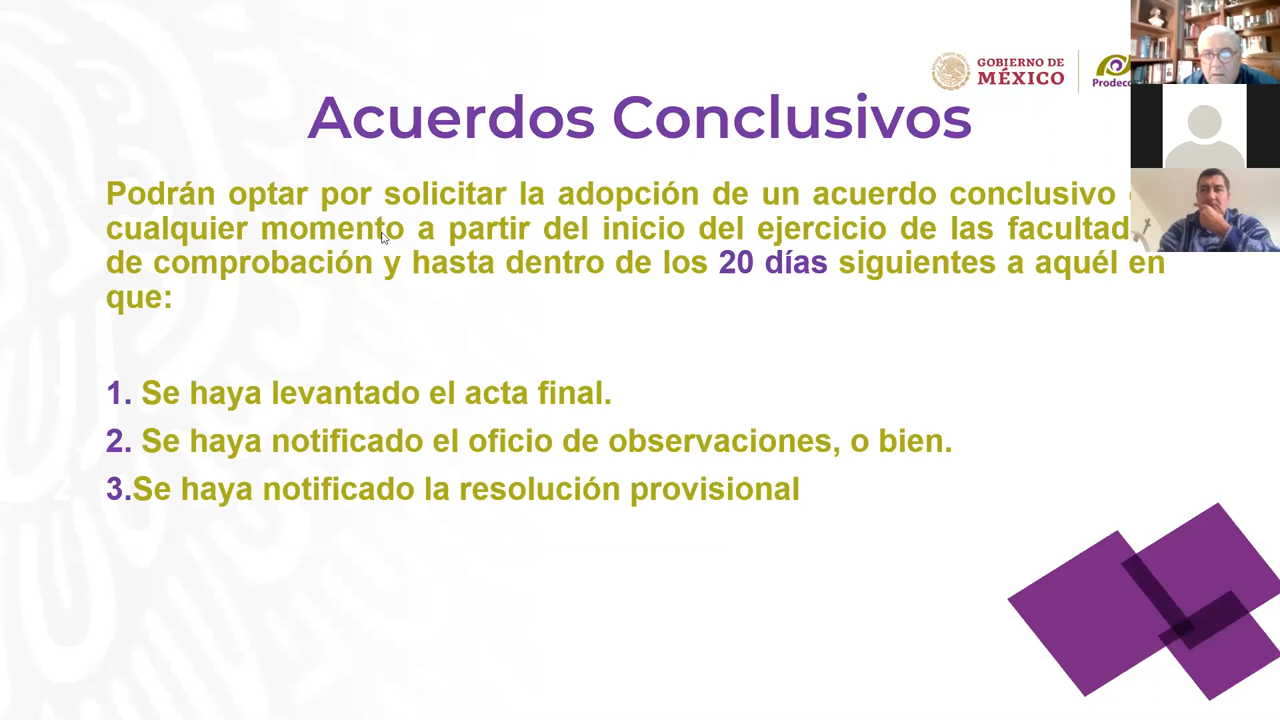 GOBIERNO DE
MÉXICO
Acuerdos Conclusivos
Podrán optar por solicitar la adopción de un acuerdo conclusivo
cualquier momento a partir del inicio del ejercicio de las
de comprobación y hasta dentro de los 20 días siguientes a aquél en
que:
1. Se haya levantado el acta final.
2. Se haya notificado el oficio de observaciones, o bien.
3.Se haya notificado la resolución provisional